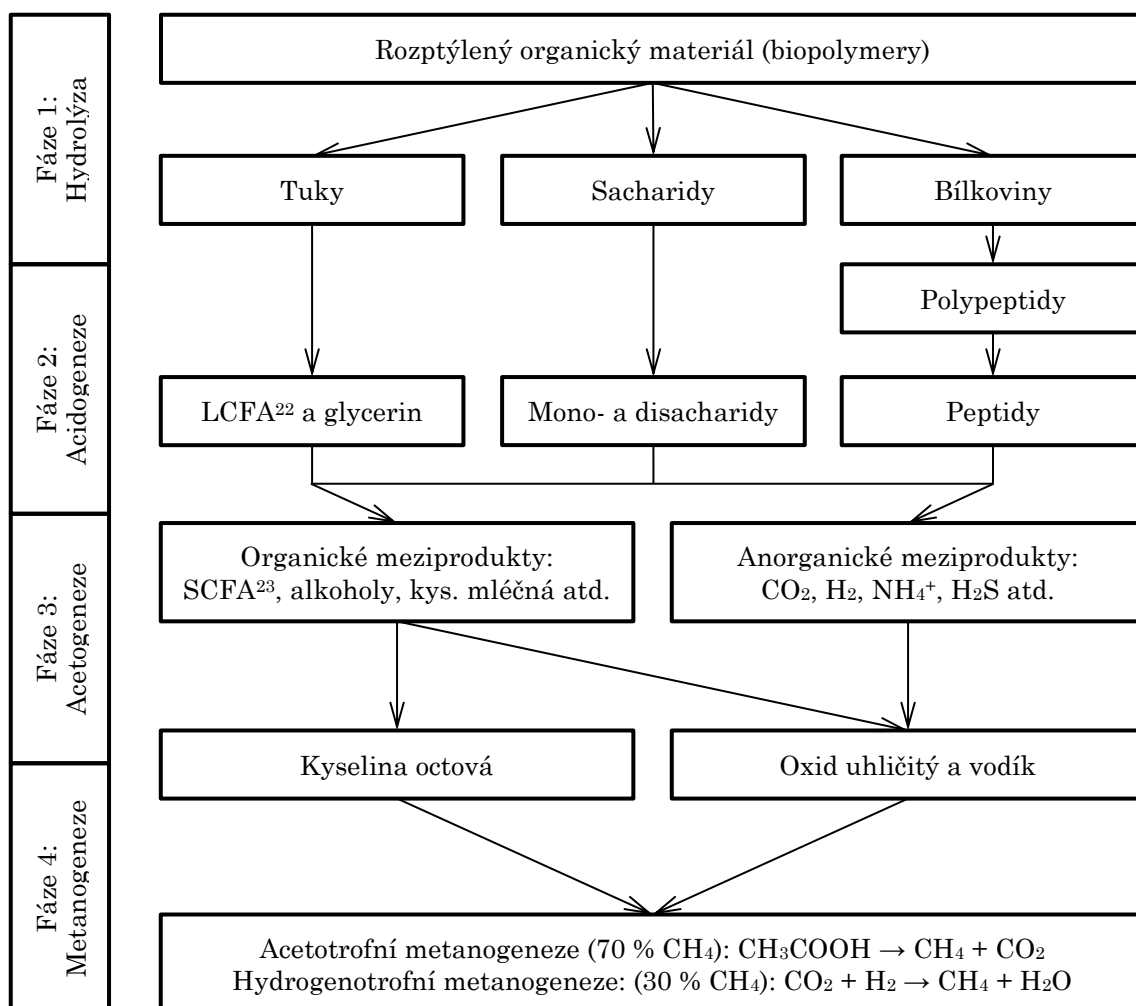 Fáze 1:
Hydrolýza
Rozptýlený organický materiál (biopolymery)
Tuky
Sacharidy
Bílkoviny
Fáze 2:
Acidogeneze
Polypeptidy
LCFA²² a glycerin
Mono- a disacharidy
Peptidy
Fáze 3:
Acetogeneze
Organické meziprodukty:
SCFA²³, alkoholy, kys. mléčná atd.
Anorganické meziprodukty:
CO₂, H₂, NH₄⁺, H₂S atd.
Kyselina octová
Oxid uhličitý a vodík
Fáze 4:
Metanogeneze
Acetotrofní metanogeneze (70 % CH₄): CH₃COOH → CH₄ + CO₂
Hydrogenotrofní metanogeneze: (30 % CH₄): CO₂ + H₂ → CH₄ + H₂O